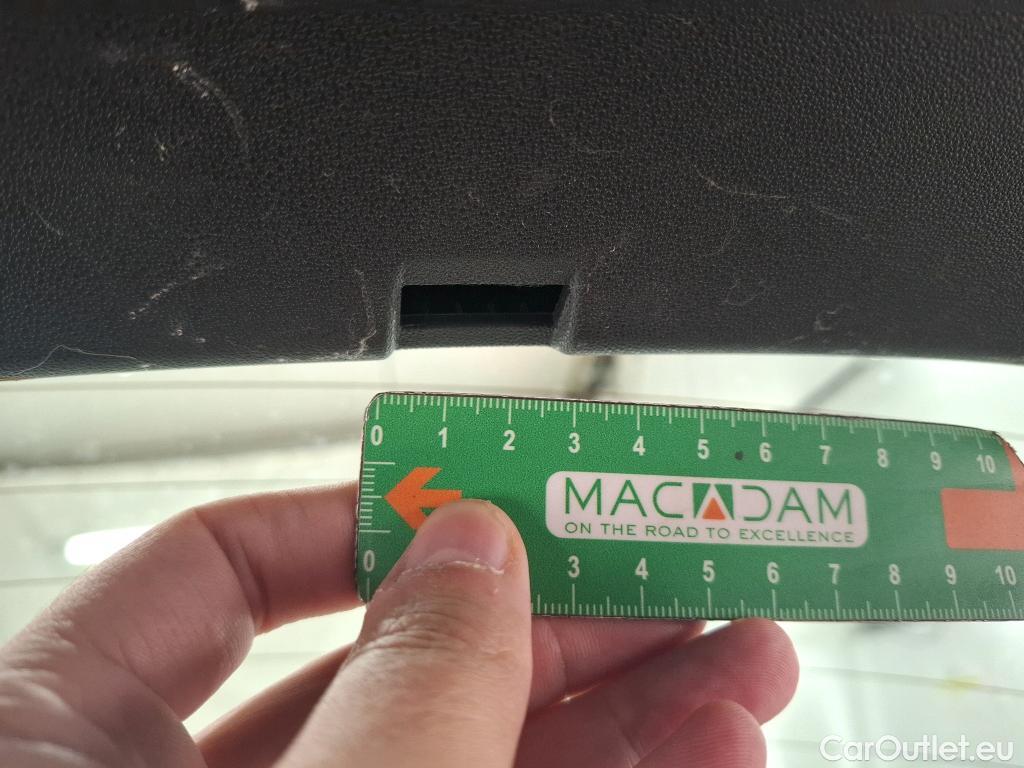 0 1 2 3 4 5 6 7 8 9 10
MACADAM
ON THE ROAD TO EXCELLENCE
0 3 4 5 6 7 8 9 10
CarOutlet.eu